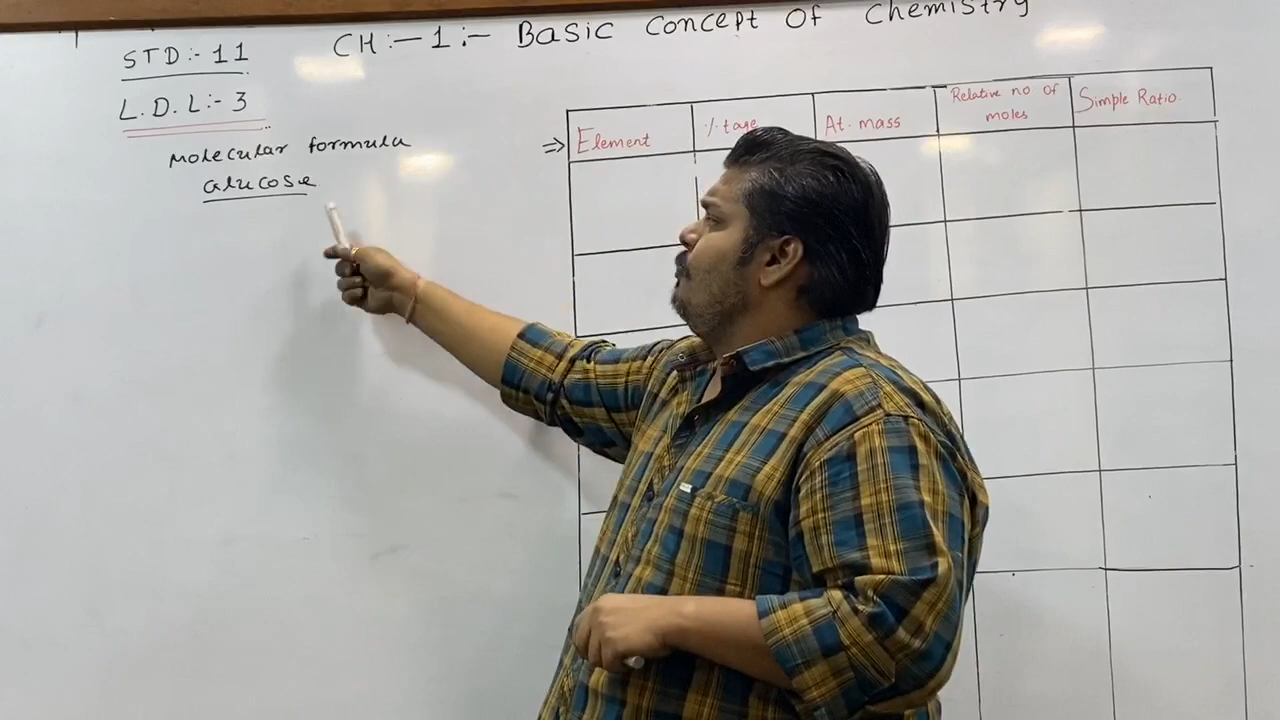 CH:- 1:- Basic Concept Of Chemistry
STD:- 11
L.D.L:- 3
Molecular formula
Glucose
⇒ Element %tage At. mass Relative no of moles Simple Ratio.